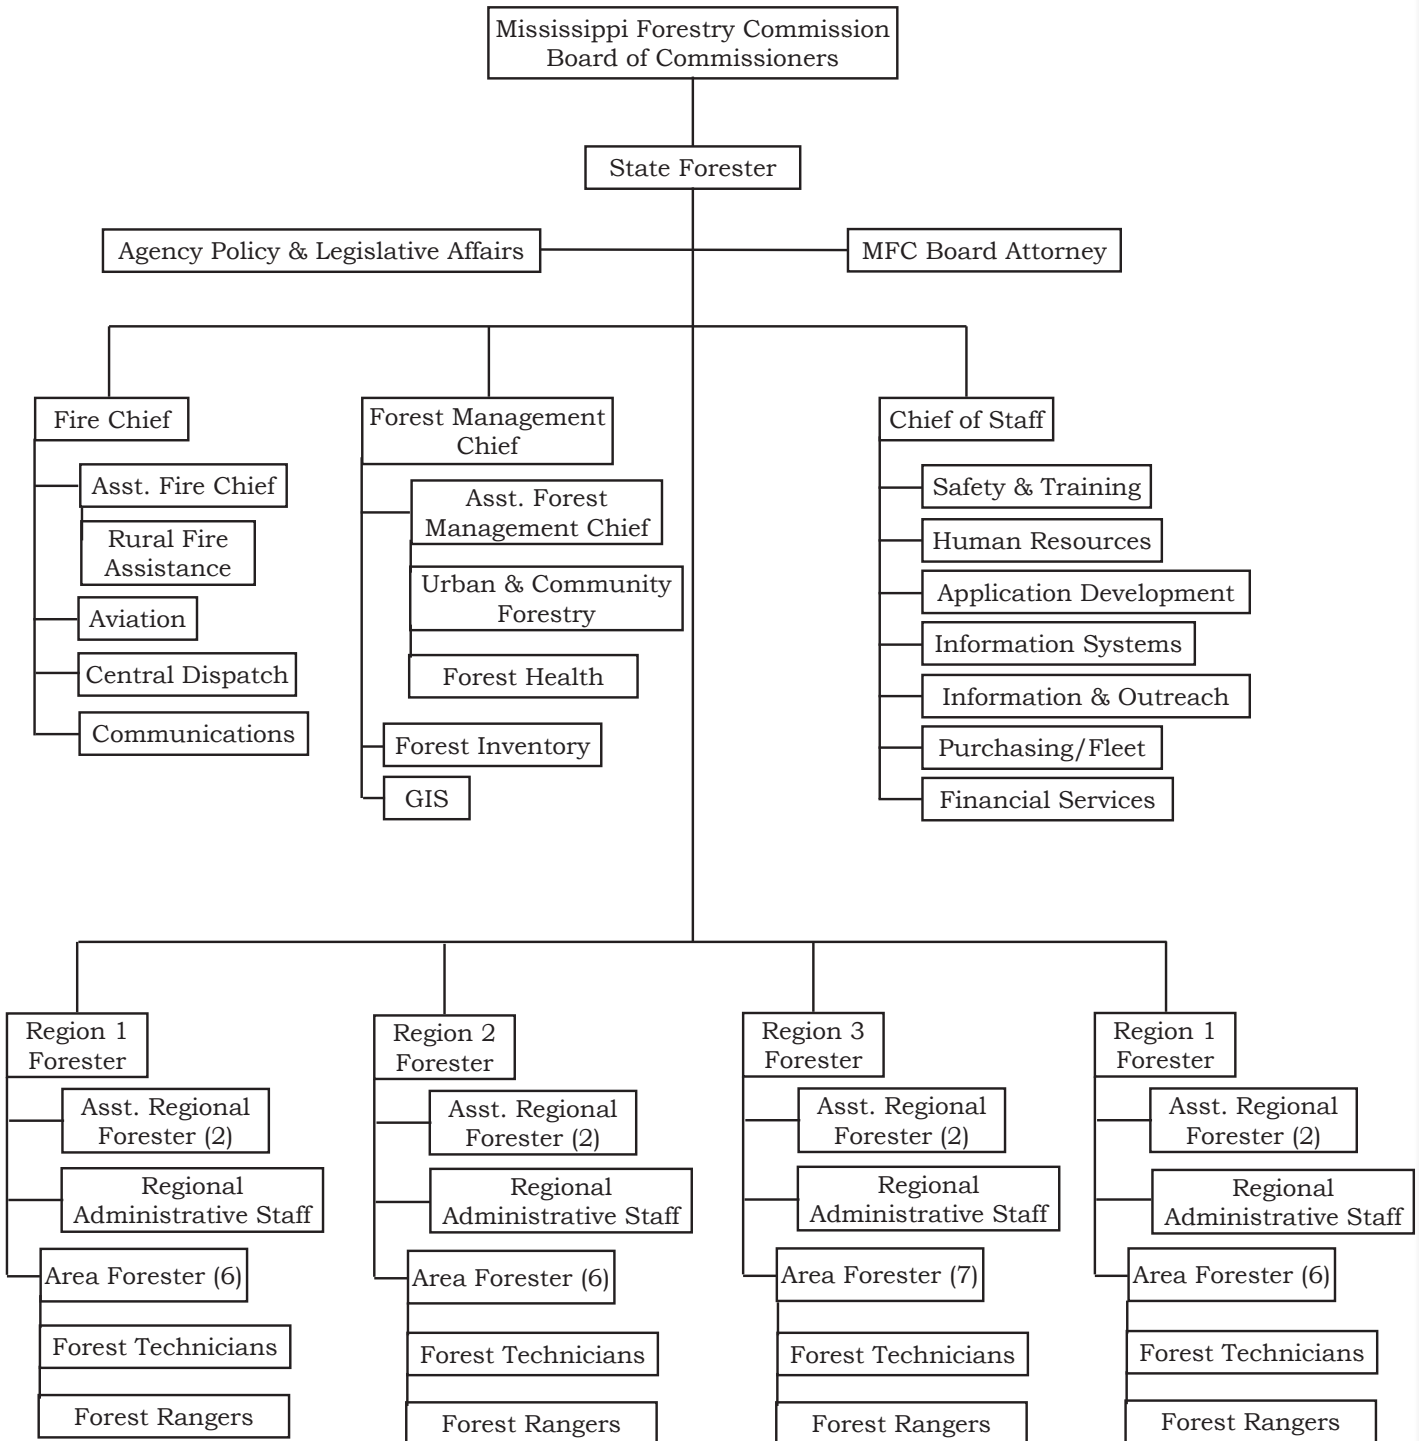 Mississippi Forestry Commission
Board of Commissioners
State Forester
Agency Policy & Legislative Affairs
MFC Board Attorney
Fire Chief
Asst. Fire Chief
Rural Fire
Assistance
Aviation
Central Dispatch
Communications
Forest Management
Chief
Asst. Forest
Management Chief
Urban & Community
Forestry
Forest Health
Forest Inventory
GIS
Chief of Staff
Safety & Training
Human Resources
Application Development
Information Systems
Information & Outreach
Purchasing/Fleet
Financial Services
Region 1
Forester
Asst. Regional
Forester (2)
Regional
Administrative Staff
Area Forester (6)
Forest Technicians
Forest Rangers
Region 2
Forester
Asst. Regional
Forester (2)
Regional
Administrative Staff
Area Forester (6)
Forest Technicians
Forest Rangers
Region 3
Forester
Asst. Regional
Forester (2)
Regional
Administrative Staff
Area Forester (7)
Forest Technicians
Forest Rangers
Region 1
Forester
Asst. Regional
Forester (2)
Regional
Administrative Staff
Area Forester (6)
Forest Technicians
Forest Rangers